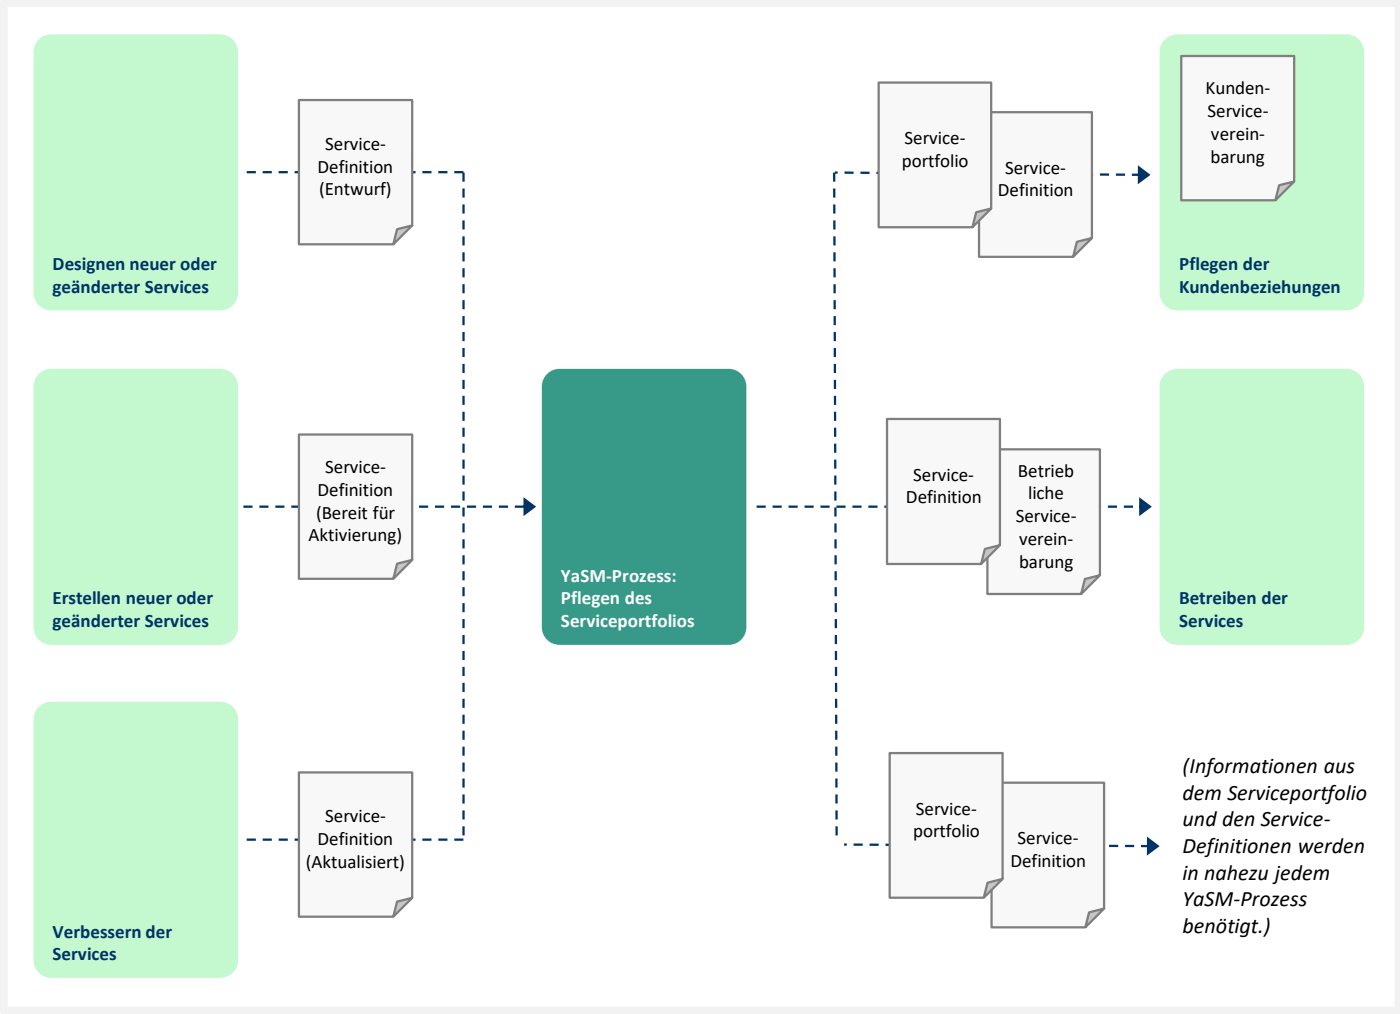 Service-
Definition
(Entwurf)
Designen neuer oder
geänderter Services
Service-
Definition
(Bereit für
Aktivierung)
Erstellen neuer oder
geänderter Services
Service-
Definition
(Aktualisiert)
Verbessern der
Services
YaSM-Prozess:
Pflegen des
Serviceportfolios
Service-
portfolio
Service-
Definition
Kunden-
Service-
verein-
barung
Pflegen der
Kundenbeziehungen
Service-
Definition
Betrieb
liche
Service-
verein-
barung
Betreiben der
Services
Service-
portfolio
Service-
Definition
(Informationen aus
dem Serviceportfolio
und den Service-
Definitionen werden
in nahezu jedem
YaSM-Prozess
benötigt.)